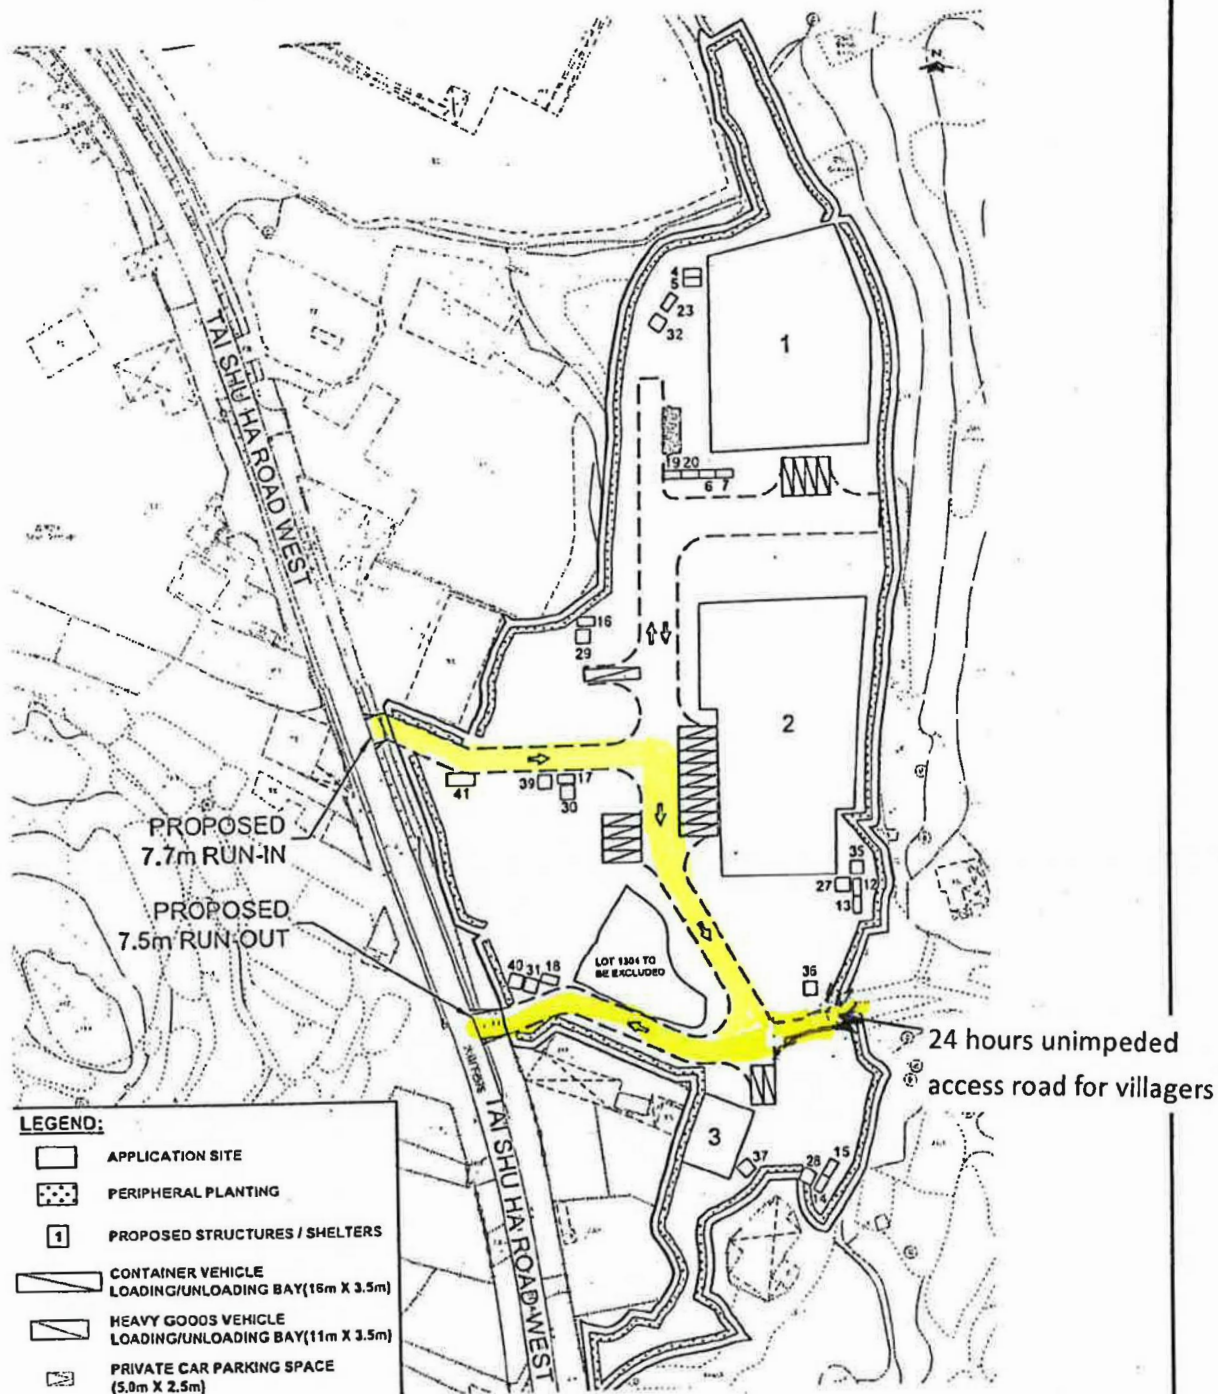 N
TAI SHU HA ROAD WEST
4
5
23
32
1
19 20
6 7
16
29
2
41
39
17
30
PROPOSED
7.7m RUN-IN
PROPOSED
7.5m RUN-OUT
35
27
12
13
40 31 18
LOT 1301 TO
BE EXCLUDED
36
24 hours unimpeded
access road for villagers
TAI SHU HA ROAD WEST
3
37
28
15
14
LEGEND:
APPLICATION SITE
PERIPHERAL PLANTING
1
PROPOSED STRUCTURES / SHELTERS
CONTAINER VEHICLE
LOADING/UNLOADING BAY(16m X 3.5m)
HEAVY GOODS VEHICLE
LOADING/UNLOADING BAY(11m X 3.5m)
PRIVATE CAR PARKING SPACE
(5.0m X 2.5m)